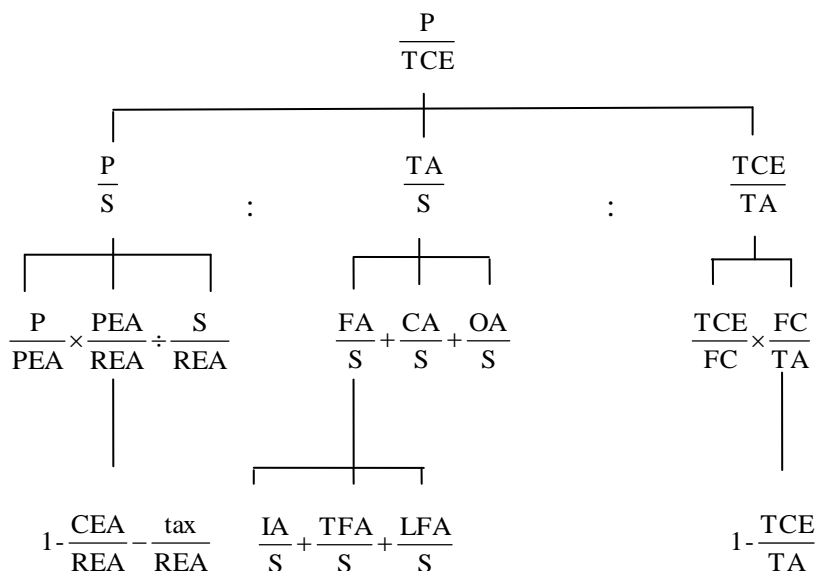 P/TCE
P/S : TA/S : TCE/TA
P/PEA × PEA/REA ÷ S/REA FA/S + CA/S + OA/S TCE/FC × FC/TA
1 - CEA/REA − tax/REA IA/S + TFA/S + LFA/S 1 - TCE/TA